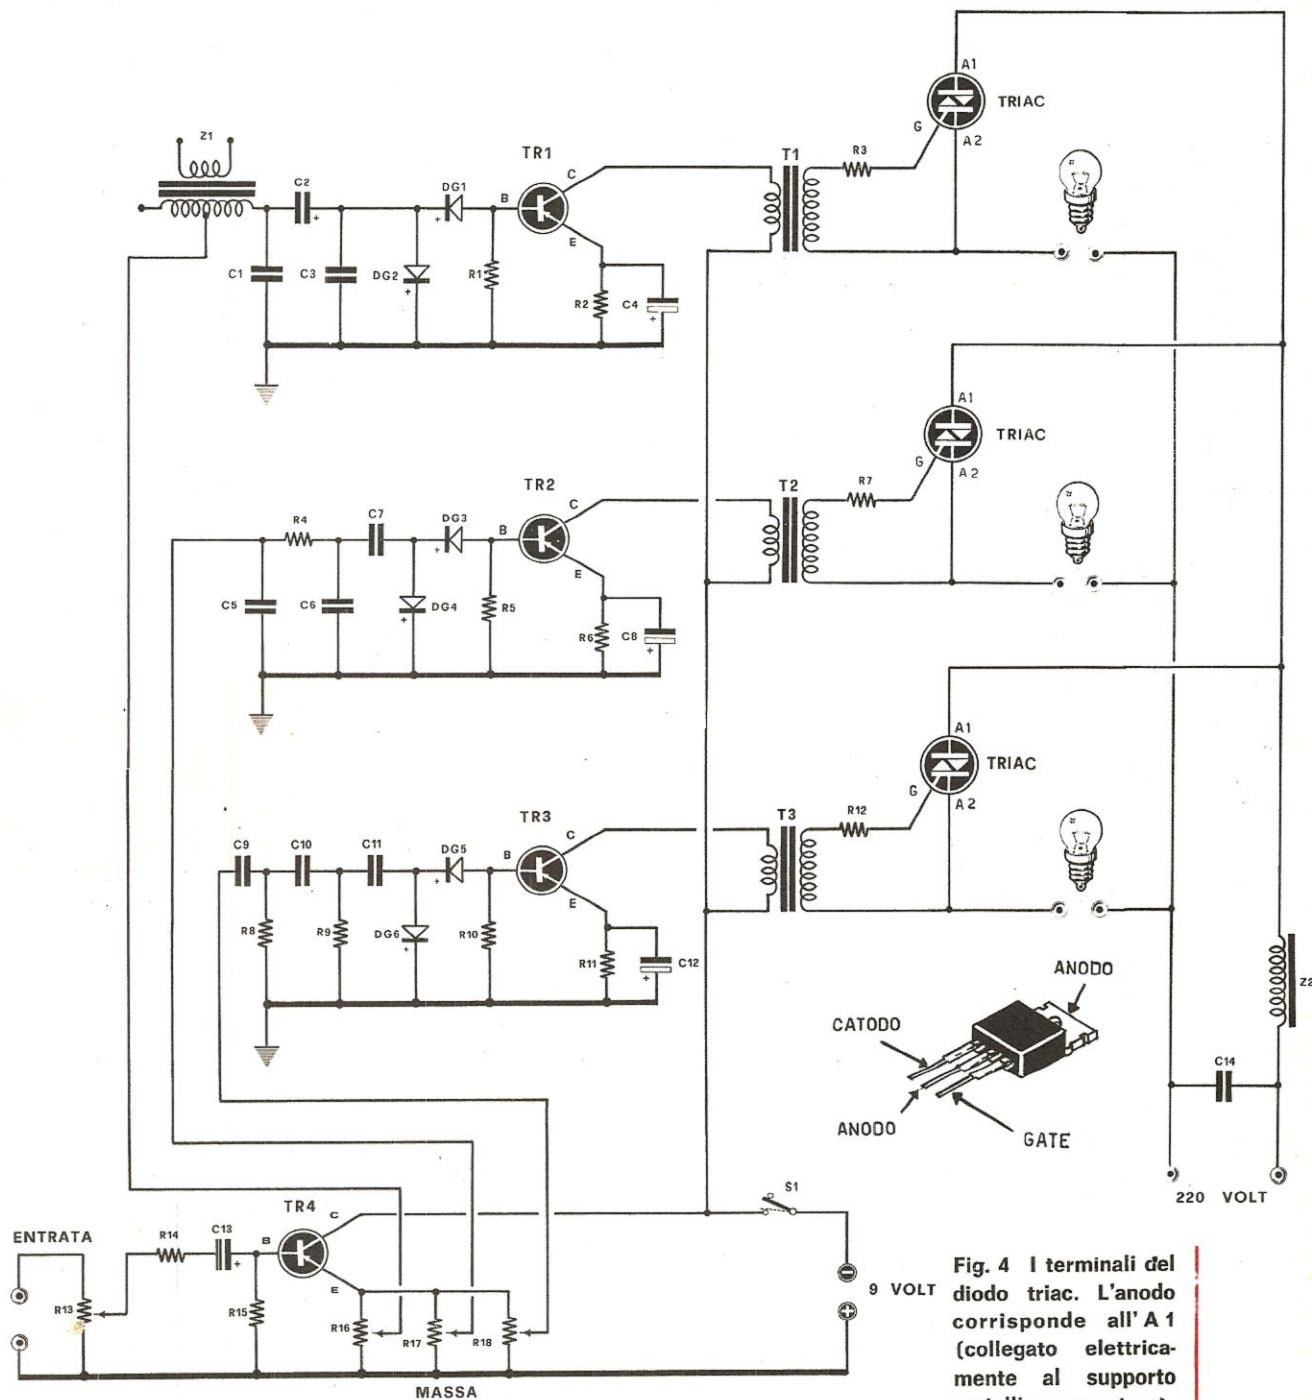 A1
TRIAC
G
A2
Z1
C2
+
TR1
C
DG1
+
B
E
T1
R3
C1
C3
DG2
+
R1
R2
C4
+
A1
TRIAC
G
A2
TR2
C
T2
R7
R4
C7
DG3
+
B
E
C5
C6
DG4
+
R5
R6
C8
+
A1
TRIAC
G
A2
TR3
C
T3
R12
C9
C10
C11
DG5
+
B
E
R8
R9
DG6
+
R10
R11
C12
+
Z2
ANODO
CATODO
ANODO
GATE
C14
220 VOLT
ENTRATA
TR4
C
S1
R14
C13
+
B
E
R13
R15
R16
R17
R18
MASSA
−
9 VOLT
+
Fig. 4 I terminali del
diodo triac. L'anodo
corrisponde all' A 1
(collegato elettrica-
mente al supporto